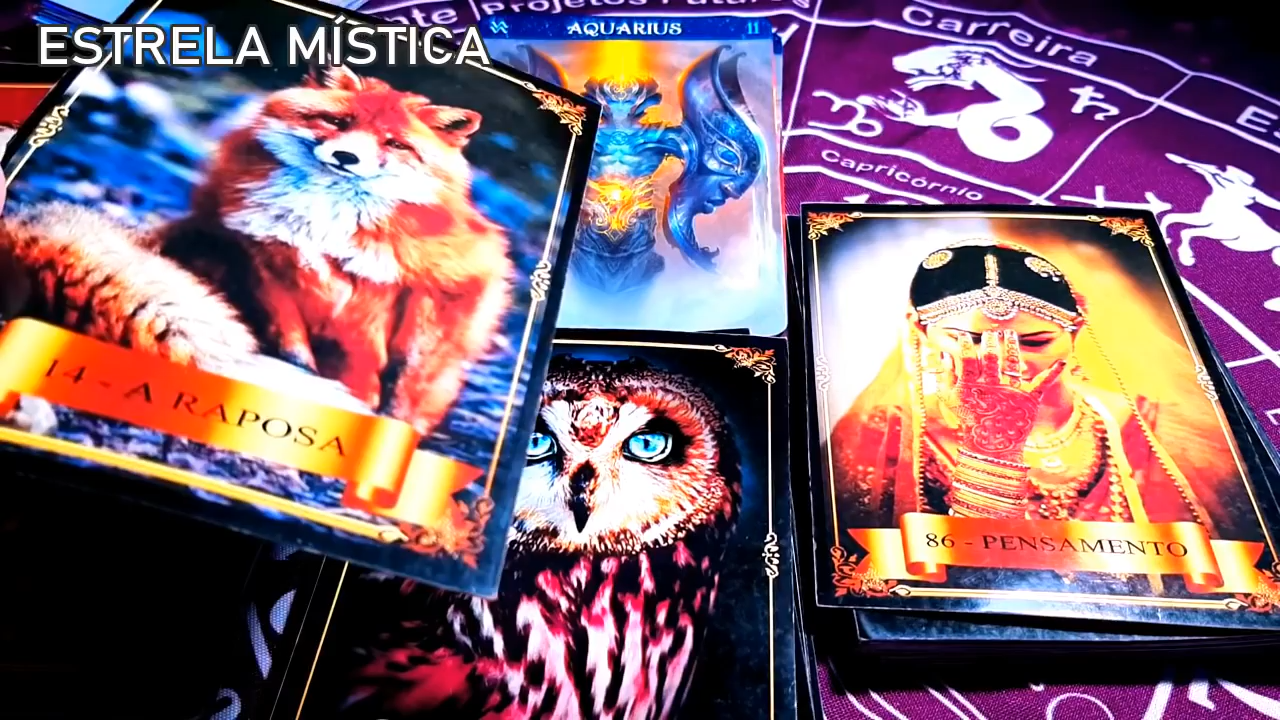 ESTRELA MÍSTICA
Projetos Futuros
AQUARIUS 11
Carreira
Capricórnio
14 - A RAPOSA
86 - PENSAMENTO